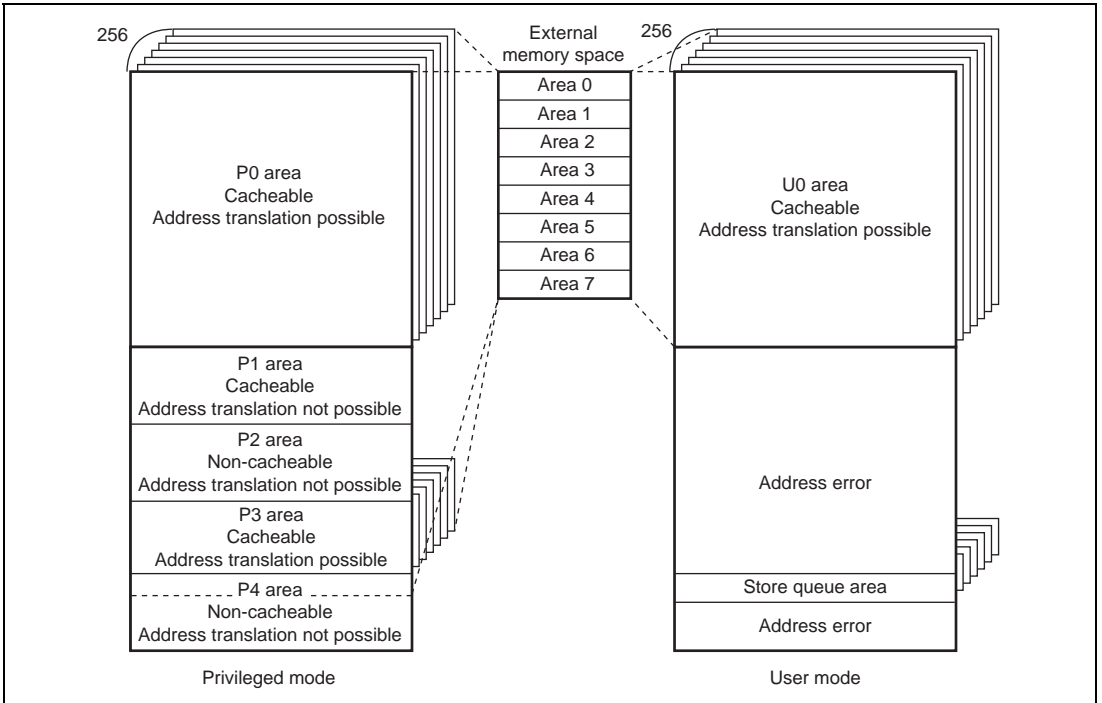 256
External
memory space
256
Area 0
Area 1
Area 2
Area 3
Area 4
Area 5
Area 6
Area 7
P0 area
Cacheable
Address translation possible
U0 area
Cacheable
Address translation possible
P1 area
Cacheable
Address translation not possible
P2 area
Non-cacheable
Address translation not possible
P3 area
Cacheable
Address translation possible
P4 area
Non-cacheable
Address translation not possible
Address error
Store queue area
Address error
Privileged mode
User mode